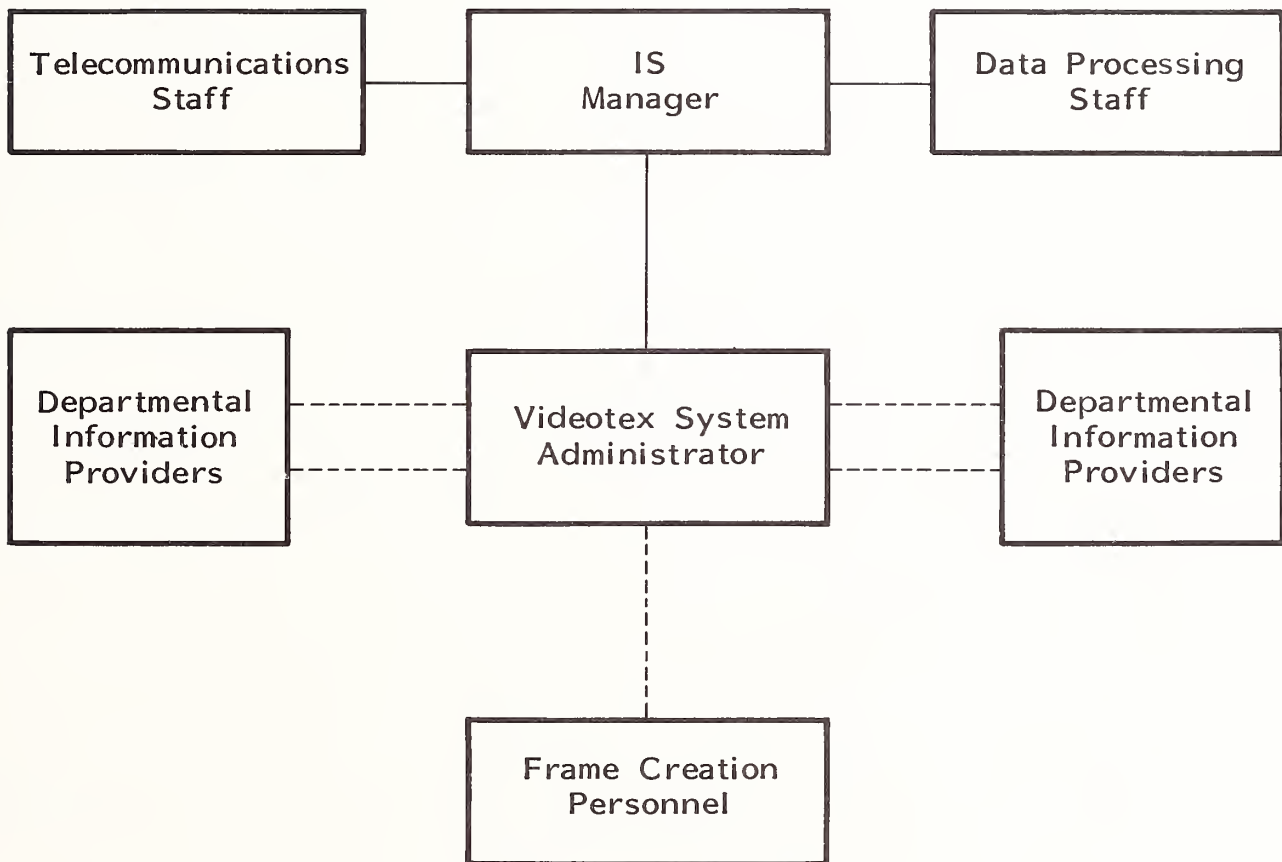 Telecommunications
Staff
IS
Manager
Data Processing
Staff
Departmental
Information
Providers
Videotex System
Administrator
Departmental
Information
Providers
Frame Creation
Personnel